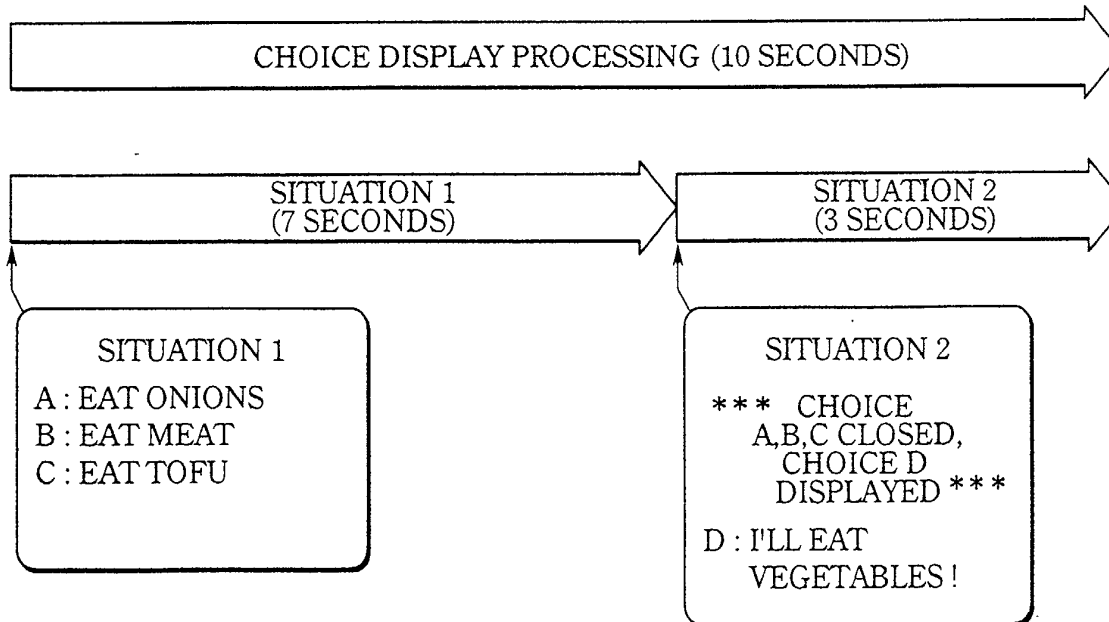 CHOICE DISPLAY PROCESSING (10 SECONDS)
SITUATION 1
(7 SECONDS)
SITUATION 2
(3 SECONDS)
SITUATION 1
A : EAT ONIONS
B : EAT MEAT
C : EAT TOFU
SITUATION 2
*** CHOICE
A,B,C CLOSED,
CHOICE D
DISPLAYED ***
D : I'LL EAT
VEGETABLES !